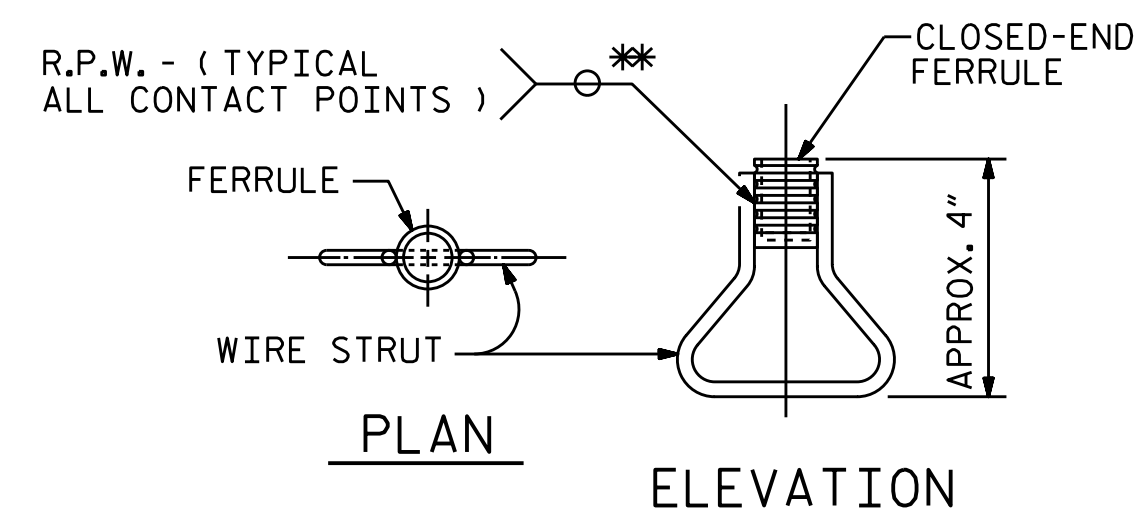 R.P.W. - ( TYPICAL
ALL CONTACT POINTS )
**
CLOSED-END
FERRULE
FERRULE
APPROX. 4"
WIRE STRUT
PLAN
ELEVATION